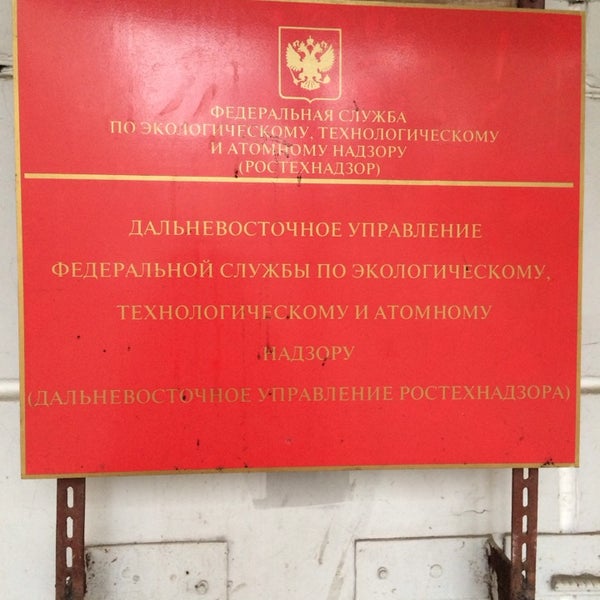 ФЕДЕРАЛЬНАЯ СЛУЖБА
ПО ЭКОЛОГИЧЕСКОМУ, ТЕХНОЛОГИЧЕСКОМУ
И АТОМНОМУ НАДЗОРУ
(РОСТЕХНАДЗОР)
ДАЛЬНЕВОСТОЧНОЕ УПРАВЛЕНИЕ
ФЕДЕРАЛЬНОЙ СЛУЖБЫ ПО ЭКОЛОГИЧЕСКОМУ,
ТЕХНОЛОГИЧЕСКОМУ И АТОМНОМУ
НАДЗОРУ
(ДАЛЬНЕВОСТОЧНОЕ УПРАВЛЕНИЕ РОСТЕХНАДЗОРА)